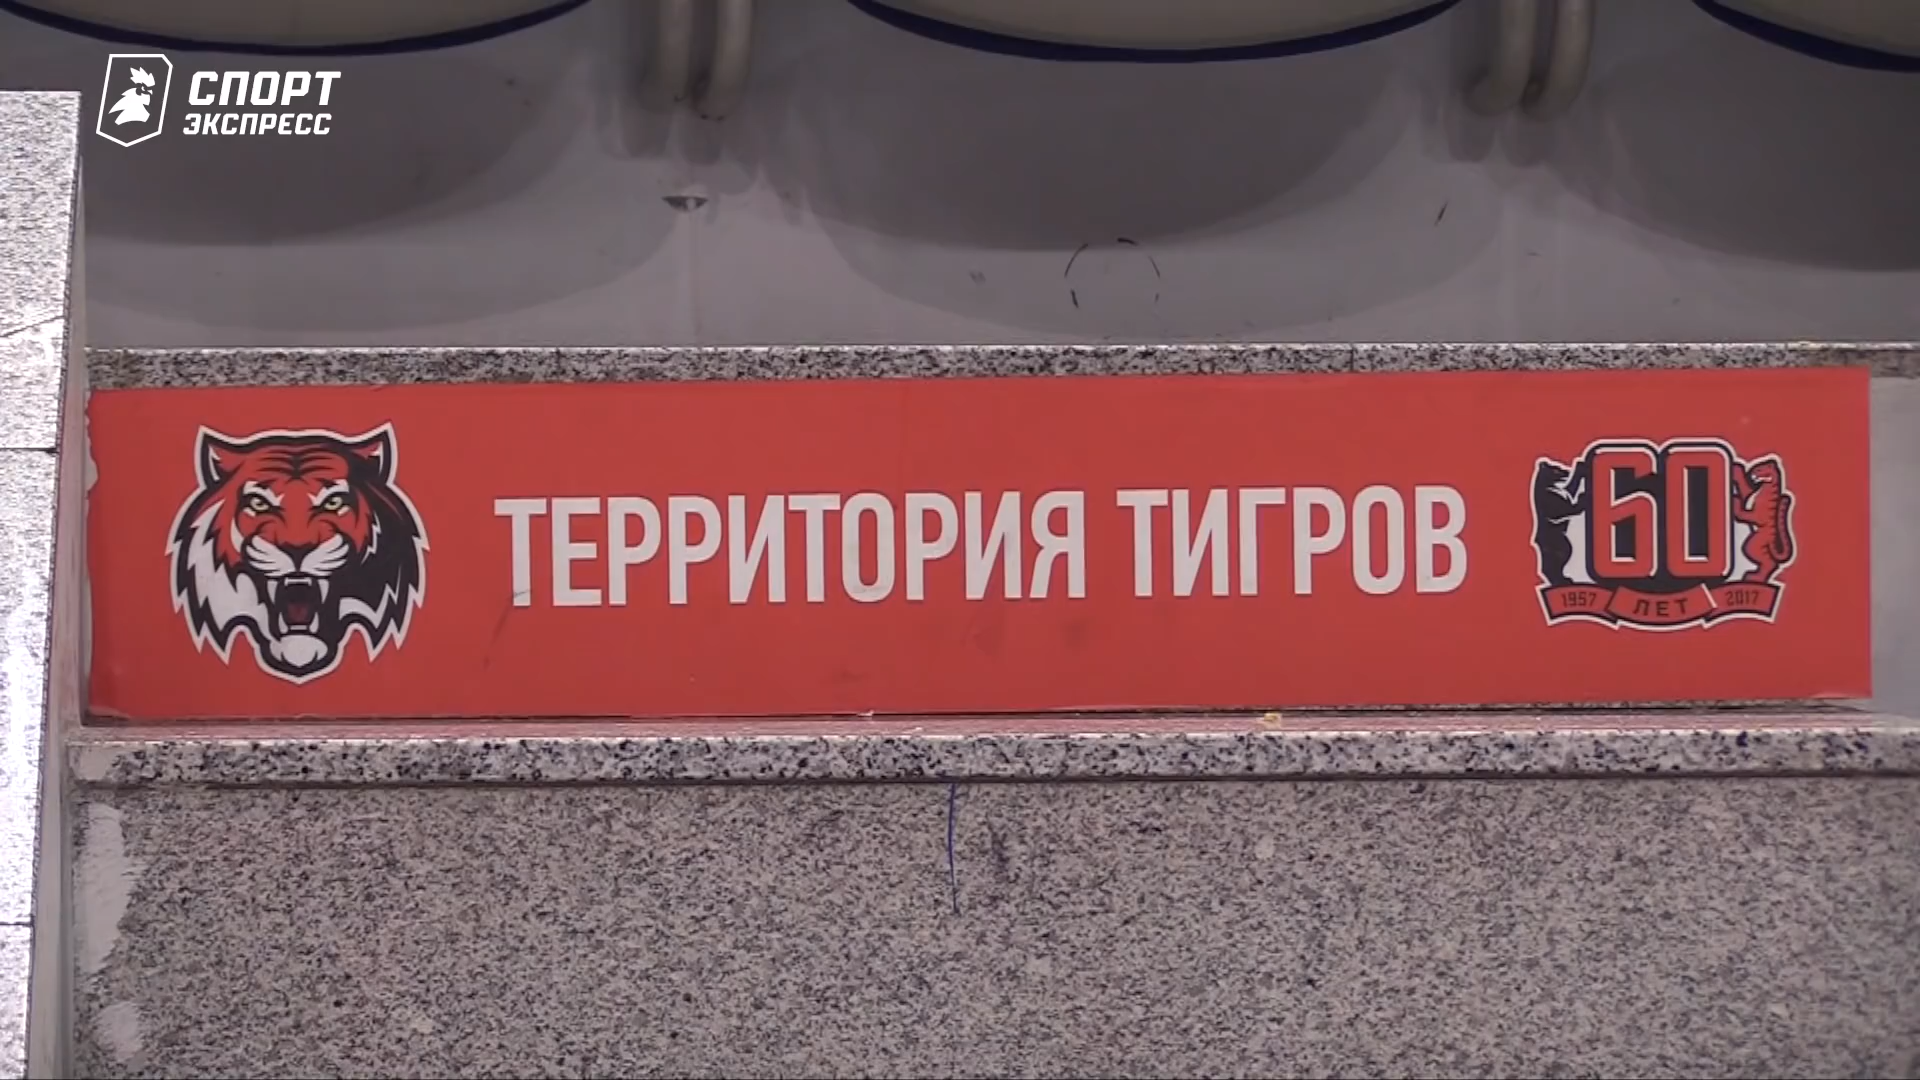 СПОРТ
ЭКСПРЕСС
ТЕРРИТОРИЯ ТИГРОВ
60
1957 ЛЕТ 2017